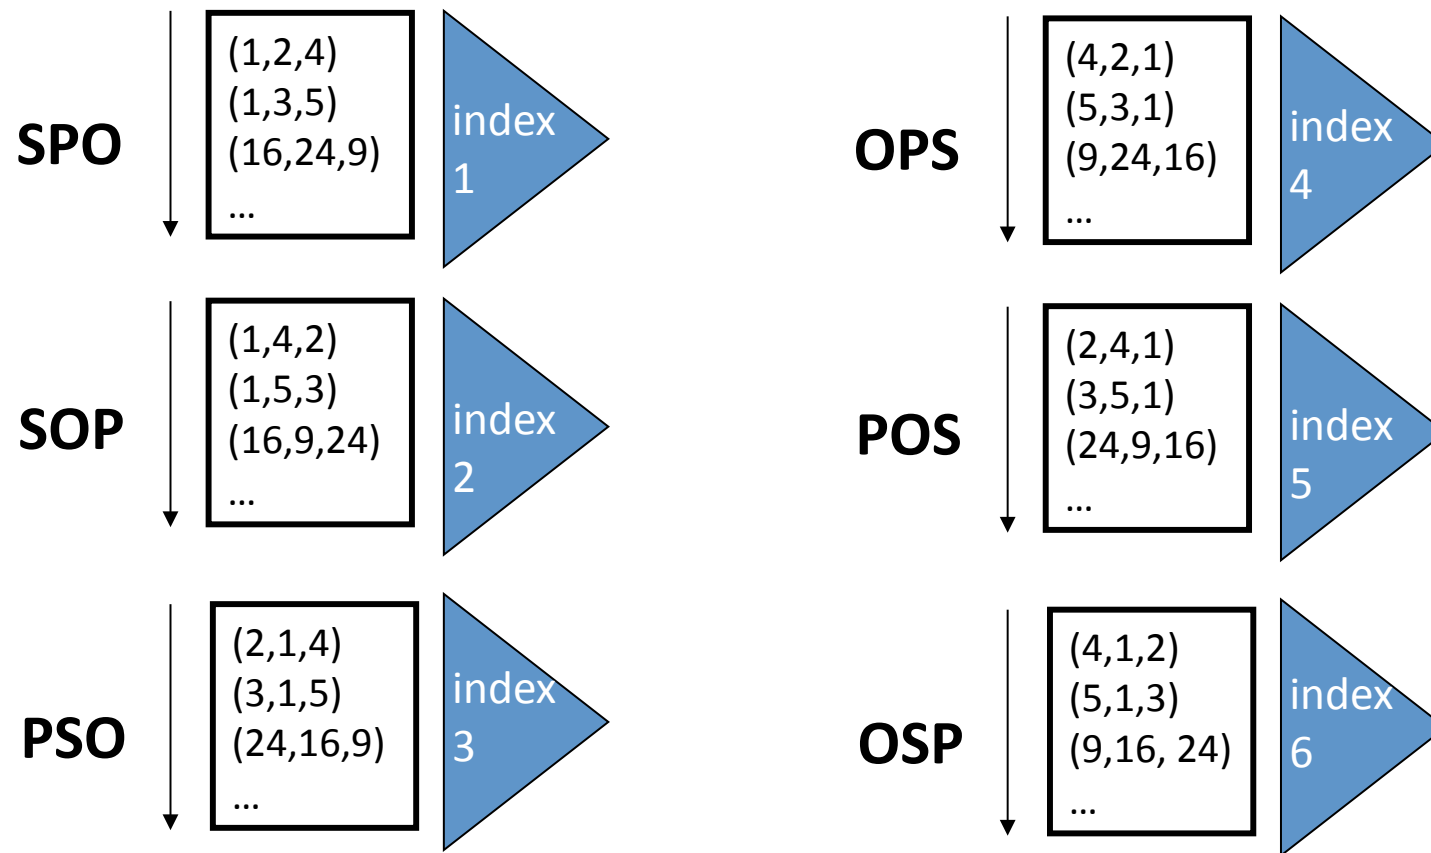 SPO
(1,2,4)
(1,3,5)
(16,24,9)
...
index
1
OPS
(4,2,1)
(5,3,1)
(9,24,16)
...
index
4
SOP
(1,4,2)
(1,5,3)
(16,9,24)
...
index
2
POS
(2,4,1)
(3,5,1)
(24,9,16)
...
index
5
PSO
(2,1,4)
(3,1,5)
(24,16,9)
...
index
3
OSP
(4,1,2)
(5,1,3)
(9,16, 24)
...
index
6